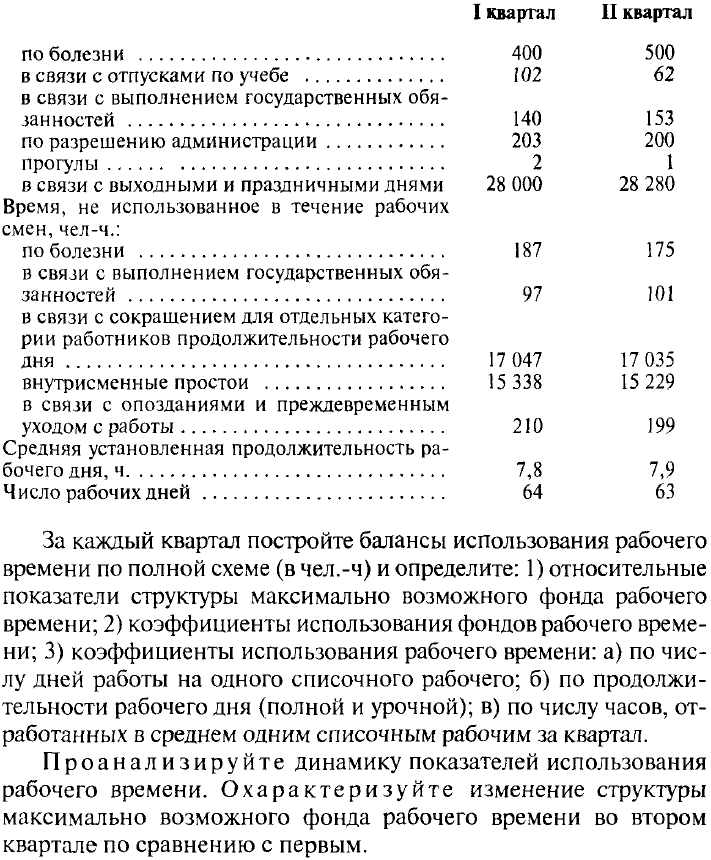 I квартал II квартал
по болезни ............................ 400 500
в связи с отпусками по учебе .............. 102 62
в связи с выполнением государственных обя-
занностей ................................ 140 153
по разрешению администрации ............ 203 200
прогулы .................................. 2 1
в связи с выходными и праздничными днями 28 000 28 280
Время, не использованное в течение рабочих
смен, чел-ч.:
по болезни ............................... 187 175
в связи с выполнением государственных обя-
занностей ................................ 97 101
в связи с сокращением для отдельных катего-
рии работников продолжительности рабочего
дня ...................................... 17 047 17 035
внутрисменные простои .................. 15 338 15 229
в связи с опозданиями и преждевременным
уходом с работы .......................... 210 199
Средняя установленная продолжительность ра-
бочего дня, ч. ............................. 7,8 7,9
Число рабочих дней ........................ 64 63
За каждый квартал постройте балансы использования рабочего
времени по полной схеме (в чел.-ч) и определите: 1) относительные
показатели структуры максимально возможного фонда рабочего
времени; 2) коэффициенты использования фондов рабочего време-
ни; 3) коэффициенты использования рабочего времени: а) по чис-
лу дней работы на одного списочного рабочего; б) по продолжи-
тельности рабочего дня (полной и урочной); в) по числу часов, от-
работанных в среднем одним списочным рабочим за квартал.
Проанализируйте динамику показателей использования
рабочего времени. Охарактеризуйте изменение структуры
максимально возможного фонда рабочего времени во втором
квартале по сравнению с первым.